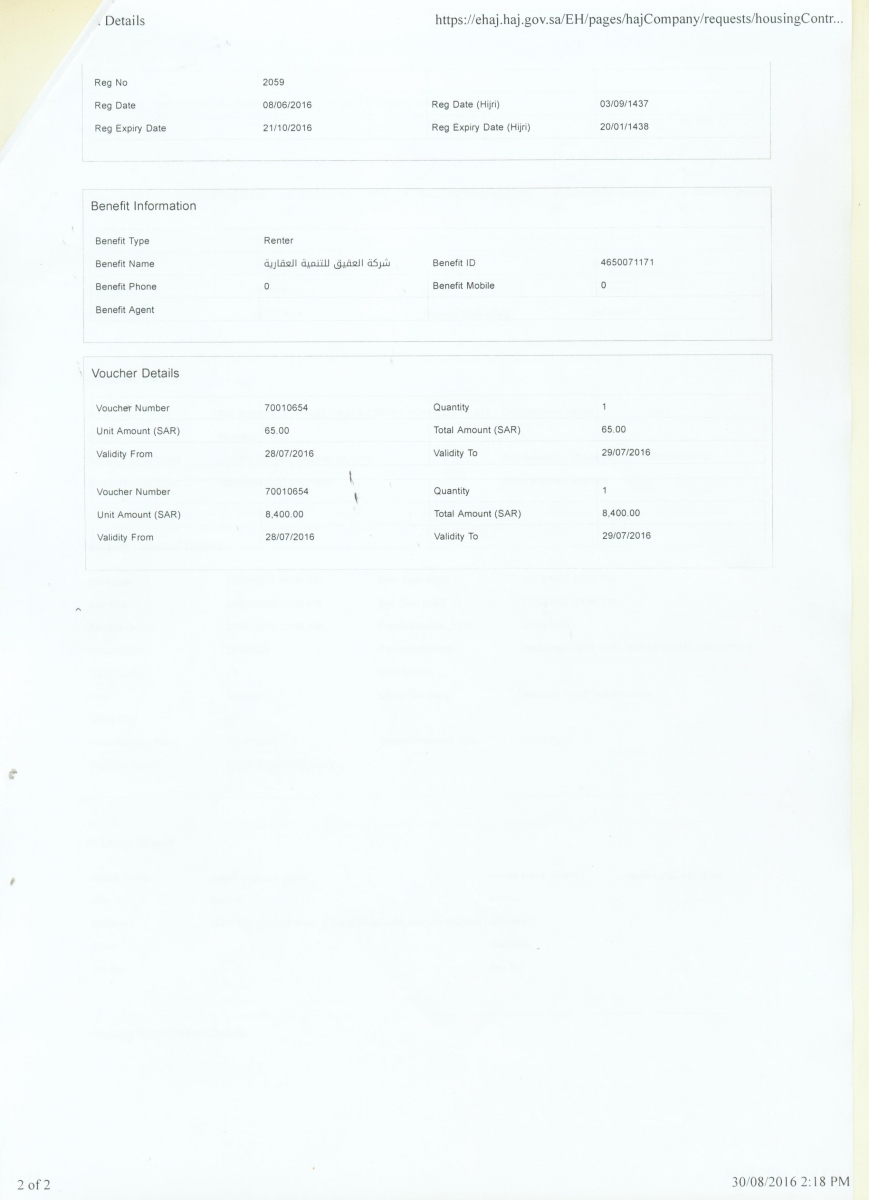 . Details https://ehaj.haj.gov.sa/EH/pages/hajCompany/requests/housingContr...
Reg No 2059
Reg Date 08/06/2016 Reg Date (Hijri) 03/09/1437
Reg Expiry Date 21/10/2016 Reg Expiry Date (Hijri) 20/01/1438
Benefit Information
Benefit Type Renter
Benefit Name شركة العقيق للتنمية العقارية Benefit ID 4650071171
Benefit Phone 0 Benefit Mobile 0
Benefit Agent
Voucher Details
Voucher Number 70010654 Quantity 1
Unit Amount (SAR) 65.00 Total Amount (SAR) 65.00
Validity From 28/07/2016 Validity To 29/07/2016
Voucher Number 70010654 Quantity 1
Unit Amount (SAR) 8,400.00 Total Amount (SAR) 8,400.00
Validity From 28/07/2016 Validity To 29/07/2016
2 of 2 30/08/2016 2:18 PM